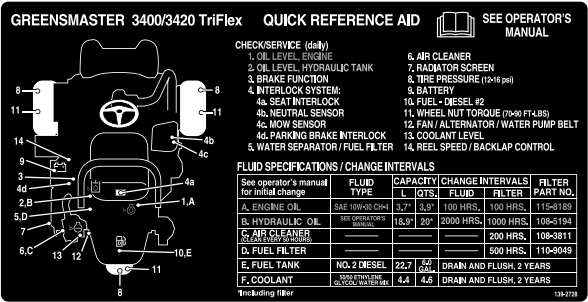 GREENSMASTER 3400/3420 TriFlex QUICK REFERENCE AID
SEE OPERATOR'S
MANUAL
CHECK/SERVICE (daily)
1. OIL LEVEL, ENGINE
2. OIL LEVEL, HYDRAULIC TANK
3. BRAKE FUNCTION
4. INTERLOCK SYSTEM:
4a. SEAT INTERLOCK
4b. NEUTRAL SENSOR
4c. MOW SENSOR
4d. PARKING BRAKE INTERLOCK
5. WATER SEPARATOR / FUEL FILTER
6. AIR CLEANER
7. RADIATOR SCREEN
8. TIRE PRESSURE (12-16 psi)
9. BATTERY
10. FUEL - DIESEL #2
11. WHEEL NUT TORQUE (70-90 FT-LBS)
12. FAN / ALTERNATOR / WATER PUMP BELT
13. COOLANT LEVEL
14. REEL SPEED / BACKLAP CONTROL
8
11
8
11
14
9
3
4d
2,B
5,D
7
6,C
13
12
4b
4c
4a
1,A
10,E
11
8
FLUID SPECIFICATIONS / CHANGE INTERVALS
See operator's manual for initial change FLUID TYPE CAPACITY L QTS. CHANGE INTERVALS FLUID FILTER FILTER PART NO.
A. ENGINE OIL SAE 10W-30 CH-4 3,7* 3,9* 100 HRS. 100 HRS. 115-8189
B. HYDRAULIC OIL SEE OPERATOR'S MANUAL 18.9* 20* 2000 HRS. 1000 HRS. 108-5194
C. AIR CLEANER (CLEAN EVERY 50 HOURS) 200 HRS. 108-3811
D. FUEL FILTER 500 HRS. 110-9049
E. FUEL TANK NO. 2 DIESEL 22.7 6.0 GAL. DRAIN AND FLUSH, 2 YEARS
F. COOLANT 50/50 ETHYLENE GLYCOL/ WATER MIX 4.4 4.6 DRAIN AND FLUSH, 2 YEARS
*Including filter
139-2728